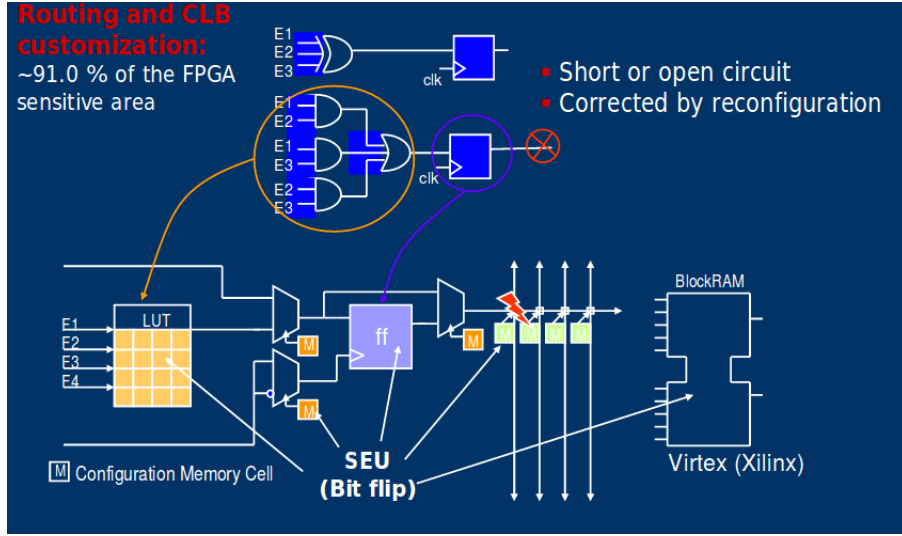 Routing and CLB
customization:
~91.0 % of the FPGA
sensitive area
E1
E2
E3
clk
Short or open circuit
Corrected by reconfiguration
E1
E2
E1
E3
E2
E3
clk
BlockRAM
LUT
E1
E2
E3
E4
ff
M
M
M
M
M
M
M
SEU
(Bit flip)
Virtex (Xilinx)
M Configuration Memory Cell